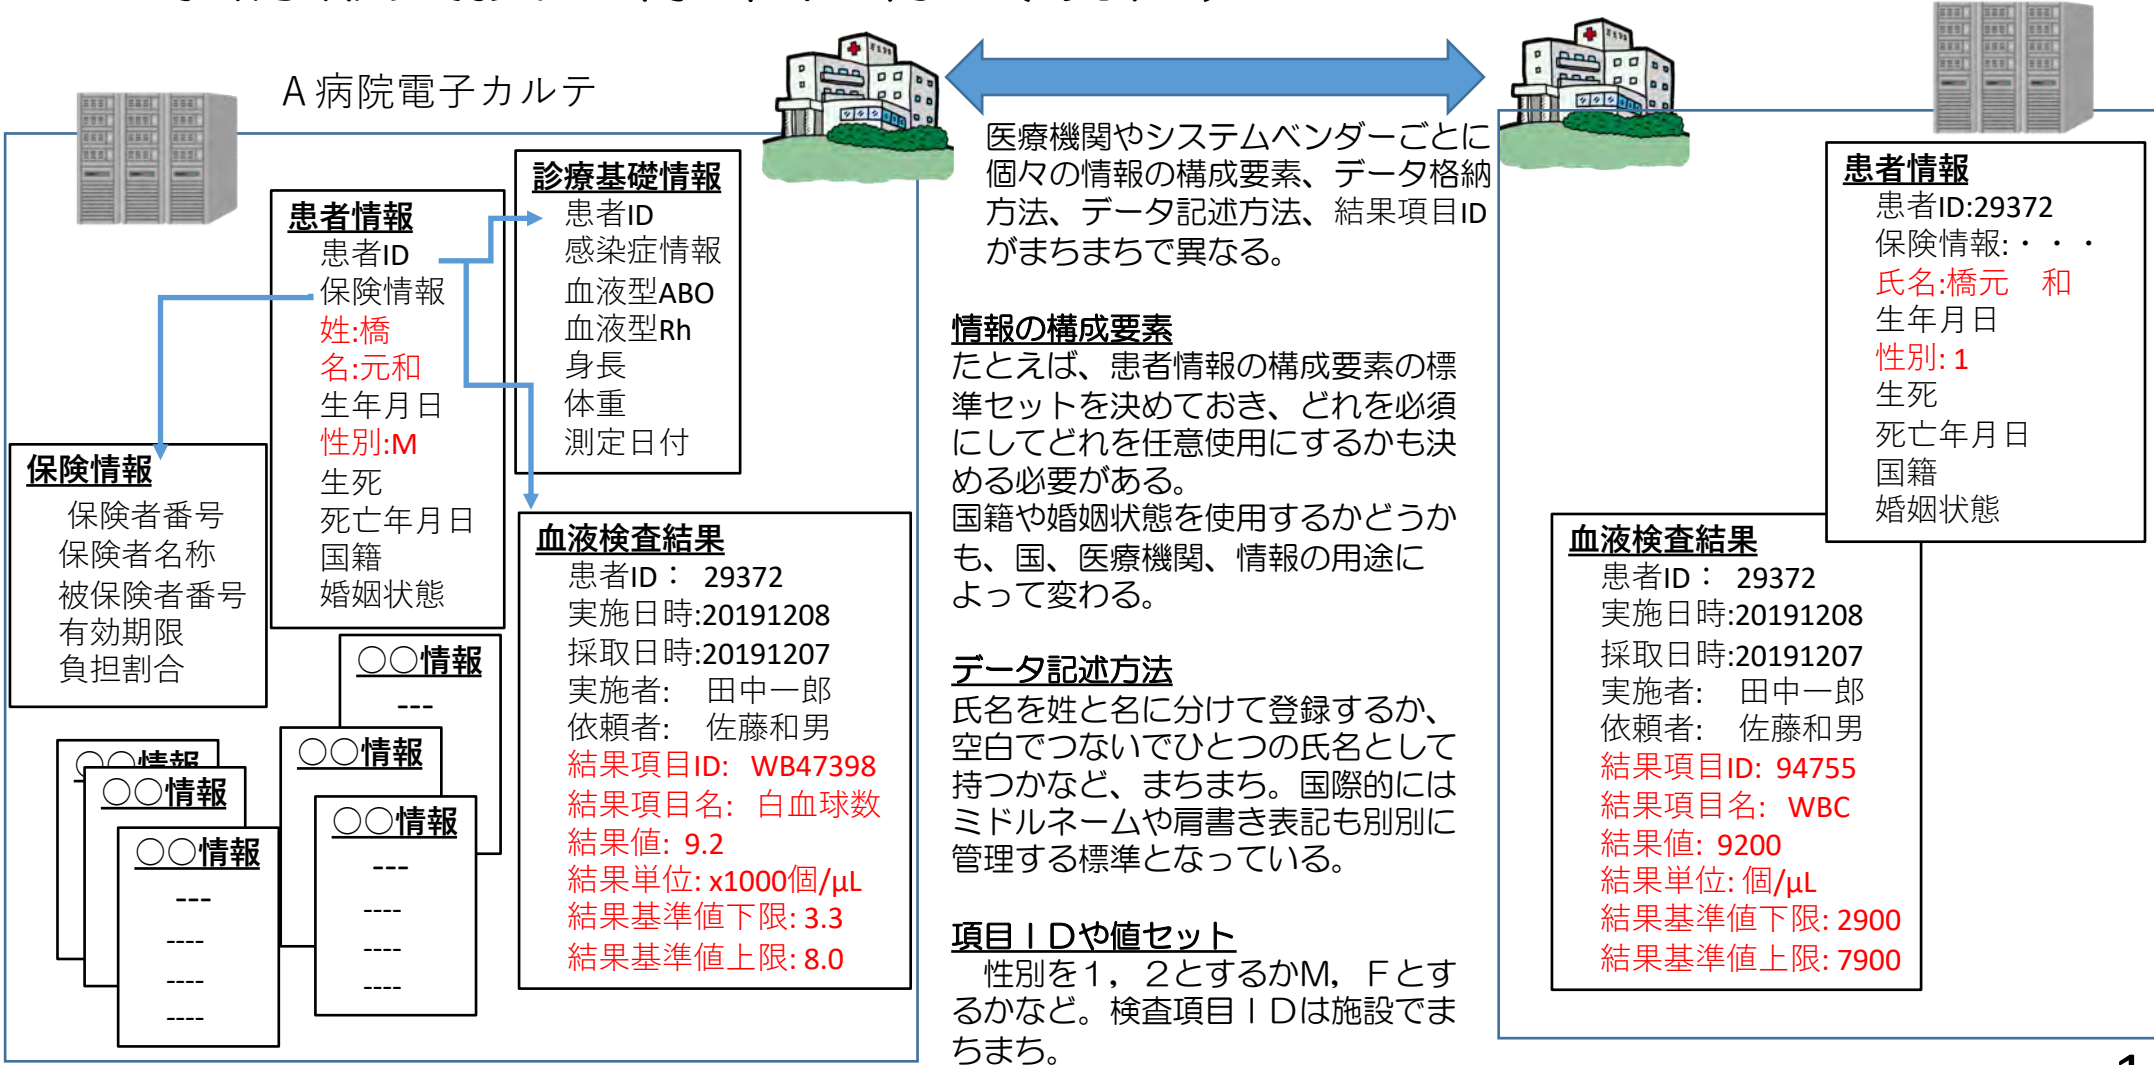 A病院電子カルテ
患者情報
患者ID
保険情報
姓:橋
名:元和
生年月日
性別:M
生死
死亡年月日
国籍
婚姻状態
診療基礎情報
患者ID
感染症情報
血液型ABO
血液型Rh
身長
体重
測定日付
保険情報
保険者番号
保険者名称
被保険者番号
有効期限
負担割合
血液検査結果
患者ID: 29372
実施日時:20191208
採取日時:20191207
実施者: 田中一郎
依頼者: 佐藤和男
結果項目ID: WB47398
結果項目名: 白血球数
結果値: 9.2
結果単位: x1000個/μL
結果基準値下限: 3.3
結果基準値上限: 8.0
○○情報
---
○○情報
○○情報
---
----
----
----
○○情報
○○情報
○○情報
---
----
----
----
医療機関やシステムベンダーごとに
個々の情報の構成要素、データ格納
方法、データ記述方法、結果項目ID
がまちまちで異なる。
情報の構成要素
たとえば、患者情報の構成要素の標
準セットを決めておき、どれを必須
にしてどれを任意使用にするかも決
める必要がある。
国籍や婚姻状態を使用するかどうか
も、国、医療機関、情報の用途に
よって変わる。
データ記述方法
氏名を姓と名に分けて登録するか、
空白でつないでひとつの氏名として
持つかなど、まちまち。国際的には
ミドルネームや肩書き表記も別別に
管理する標準となっている。
項目IDや値セット
性別を1，2とするかM，Fとす
るかなど。検査項目IDは施設でま
ちまち。
患者情報
患者ID:29372
保険情報:・・・
氏名:橋元　和
生年月日
性別: 1
生死
死亡年月日
国籍
婚姻状態
血液検査結果
患者ID: 29372
実施日時:20191208
採取日時:20191207
実施者: 田中一郎
依頼者: 佐藤和男
結果項目ID: 94755
結果項目名: WBC
結果値: 9200
結果単位: 個/μL
結果基準値下限: 2900
結果基準値上限: 7900